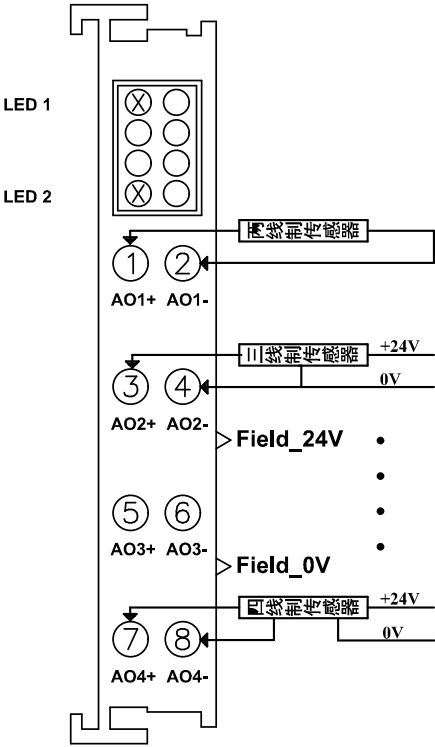 LED 1
LED 2
两线制传感器
① ②
AO1+ AO1-
三线制传感器 +24V
0V
③ ④
AO2+ AO2-
Field_24V
⑤ ⑥
AO3+ AO3-
Field_0V
四线制传感器 +24V
0V
⑦ ⑧
AO4+ AO4-